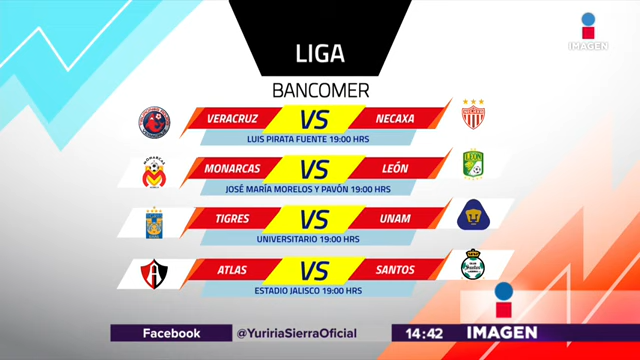 IMAGEN
LIGA
BANCOMER
VERACRUZ VS NECAXA
LUIS PIRATA FUENTE 19:00 HRS
MONARCAS VS LEÓN
JOSÉ MARÍA MORELOS Y PAVÓN 19:00 HRS
TIGRES VS UNAM
UNIVERSITARIO 19:00 HRS
ATLAS VS SANTOS
ESTADIO JALISCO 19:00 HRS
Facebook @YuririaSierraOficial 14:42 IMAGEN